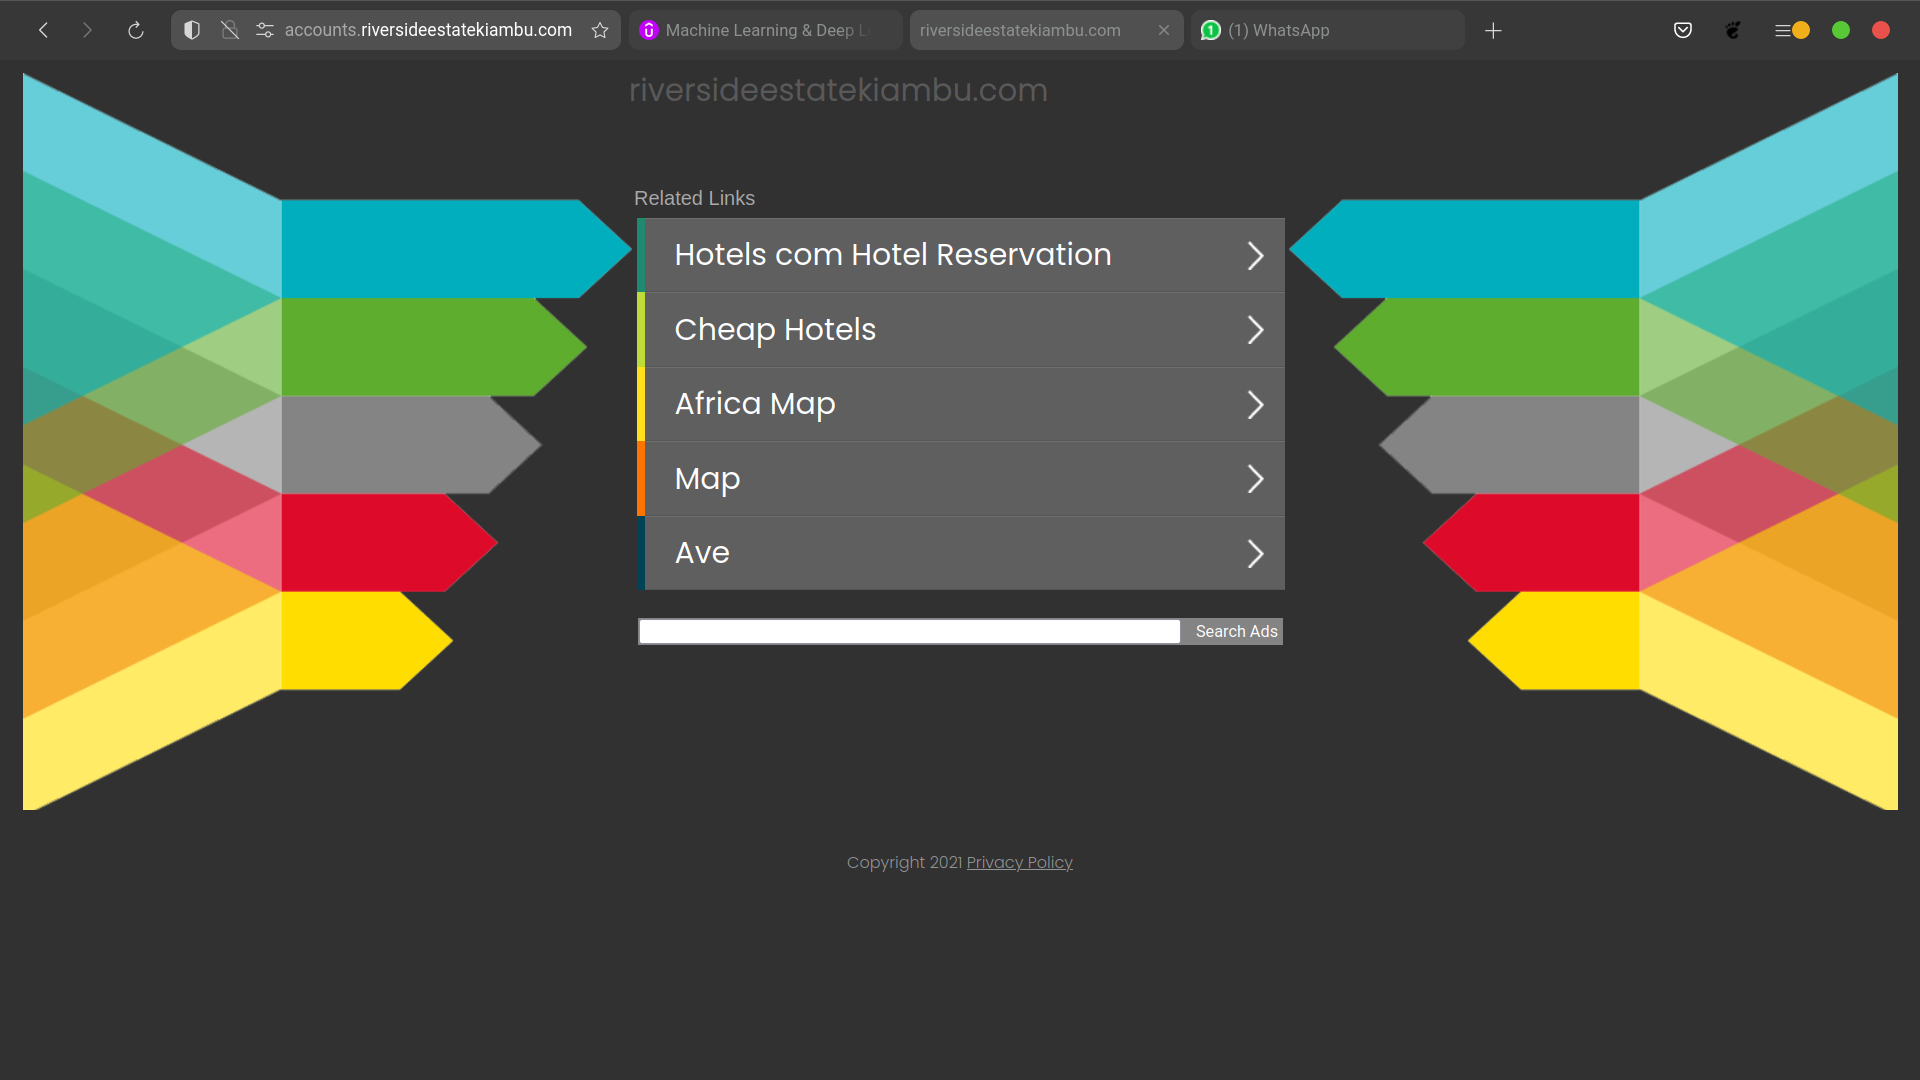 accounts.riversideestatekiambu.com
Machine Learning & Deep L
riversideestatekiambu.com
(1) WhatsApp
riversideestatekiambu.com
Related Links
Hotels com Hotel Reservation
Cheap Hotels
Africa Map
Map
Ave
Search Ads
Copyright 2021 Privacy Policy